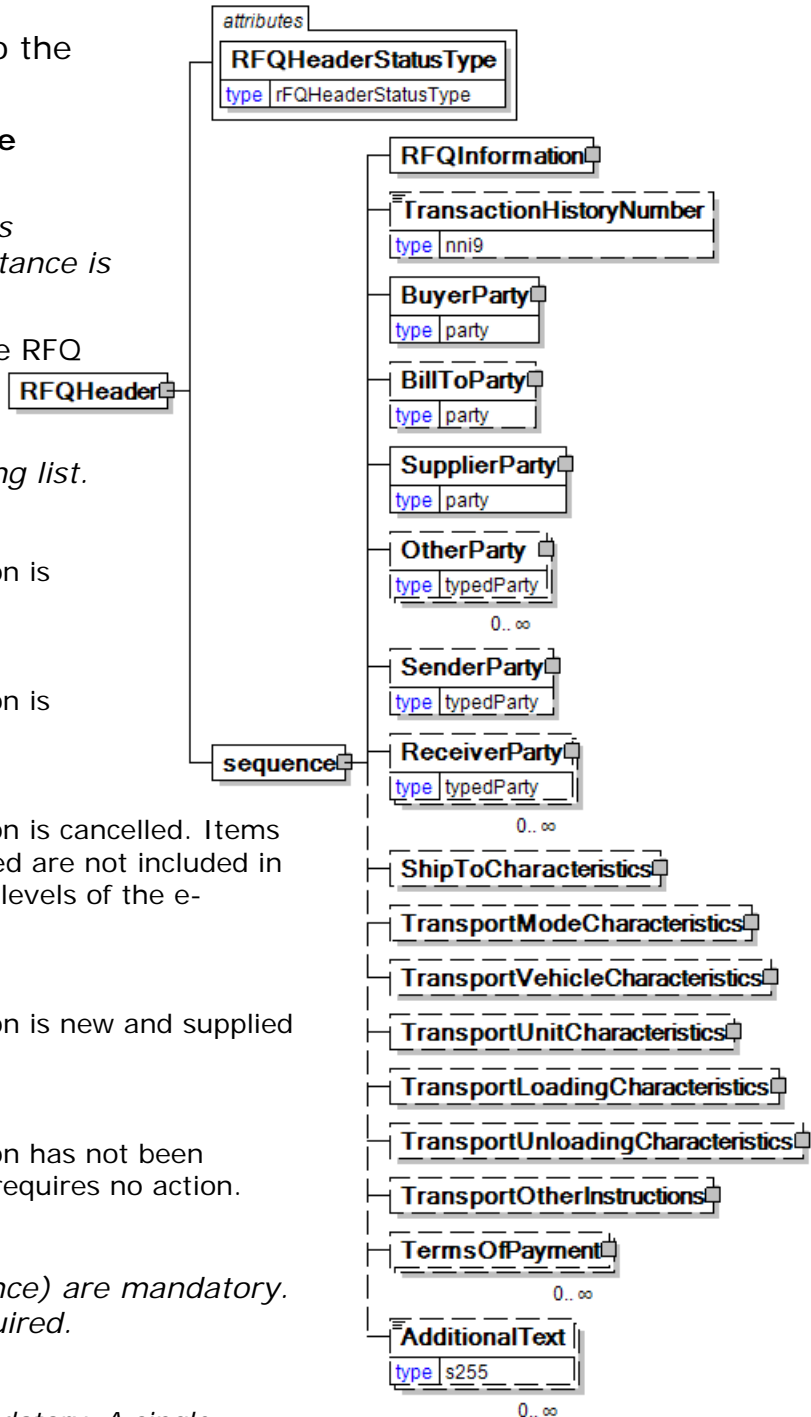 o the
e
s
tance is
e RFQ
ng list.
on is
on is
on is cancelled. Items
ed are not included in
levels of the e-
on is new and supplied
on has not been
requires no action.
nce) are mandatory.
uired.
datory. A single
attributes
RFQHeaderStatusType
type rFQHeaderStatusType
RFQHeader
sequence
RFQInformation
TransactionHistoryNumber
type nni9
BuyerParty
type party
BillToParty
type party
SupplierParty
type party
OtherParty
type typedParty
0.. ∞
SenderParty
type typedParty
ReceiverParty
type typedParty
0.. ∞
ShipToCharacteristics
TransportModeCharacteristics
TransportVehicleCharacteristics
TransportUnitCharacteristics
TransportLoadingCharacteristics
TransportUnloadingCharacteristics
TransportOtherInstructions
TermsOfPayment
0.. ∞
AdditionalText
type s255
0.. ∞